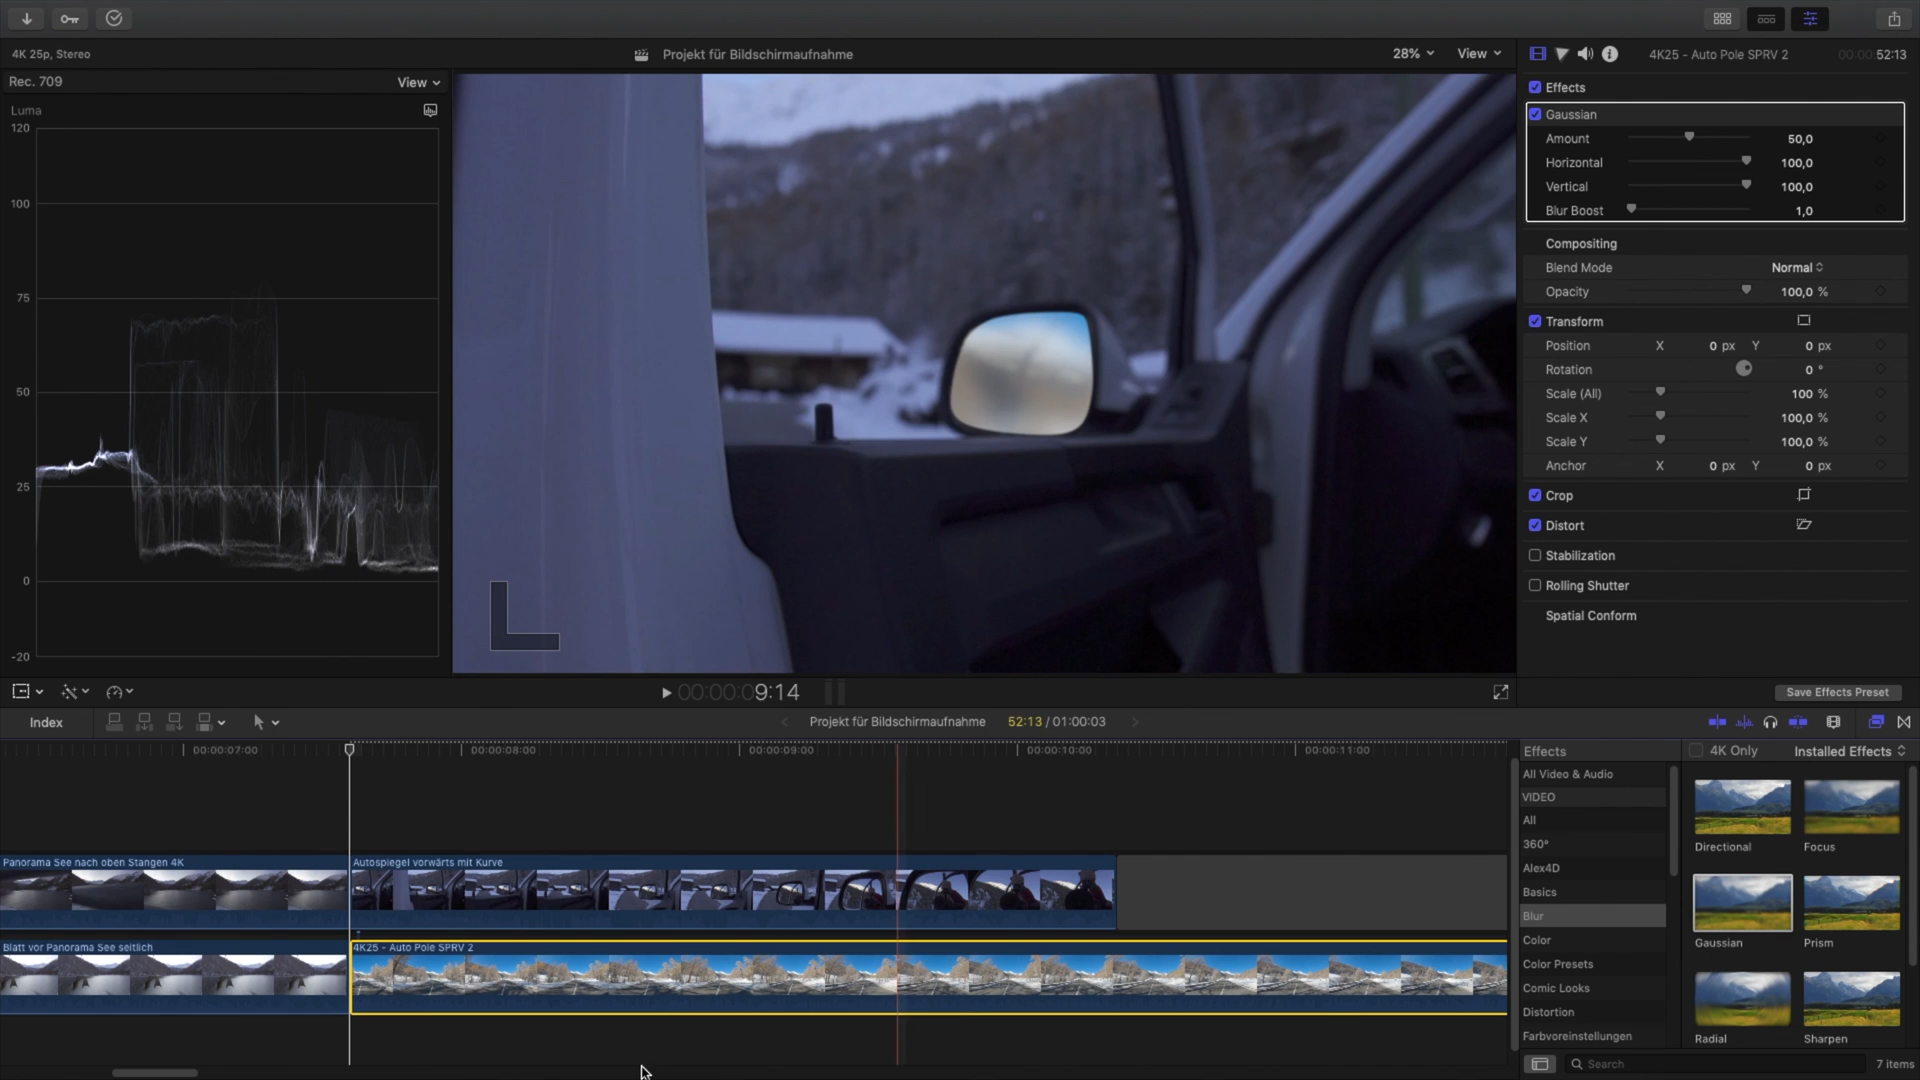 4K 25p, Stereo
Projekt für Bildschirmaufnahme
28%
View
4K25 - Auto Pole SPRV 2
00:00:52:13
Rec. 709
View
Luma
120
100
75
50
25
0
-20
Effects
Gaussian
Amount 50,0
Horizontal 100,0
Vertical 100,0
Blur Boost 1,0
Compositing
Blend Mode Normal
Opacity 100,0 %
Transform
Position X 0 px Y 0 px
Rotation 0 °
Scale (All) 100 %
Scale X 100,0 %
Scale Y 100,0 %
Anchor X 0 px Y 0 px
Crop
Distort
Stabilization
Rolling Shutter
Spatial Conform
00:00:09:14
Save Effects Preset
Index
Projekt für Bildschirmaufnahme
52:13 / 01:00:03
00:00:07:00
00:00:08:00
00:00:09:00
00:00:10:00
00:00:11:00
Panorama See nach oben Stangen 4K
Autospiegel vorwärts mit Kurve
Blatt vor Panorama See seitlich
4K25 - Auto Pole SPRV 2
Effects
4K Only
Installed Effects
All Video & Audio
VIDEO
All
360°
Alex4D
Basics
Blur
Color
Color Presets
Comic Looks
Distortion
Farbvoreinstellungen
Directional
Focus
Gaussian
Prism
Radial
Sharpen
Search
7 items